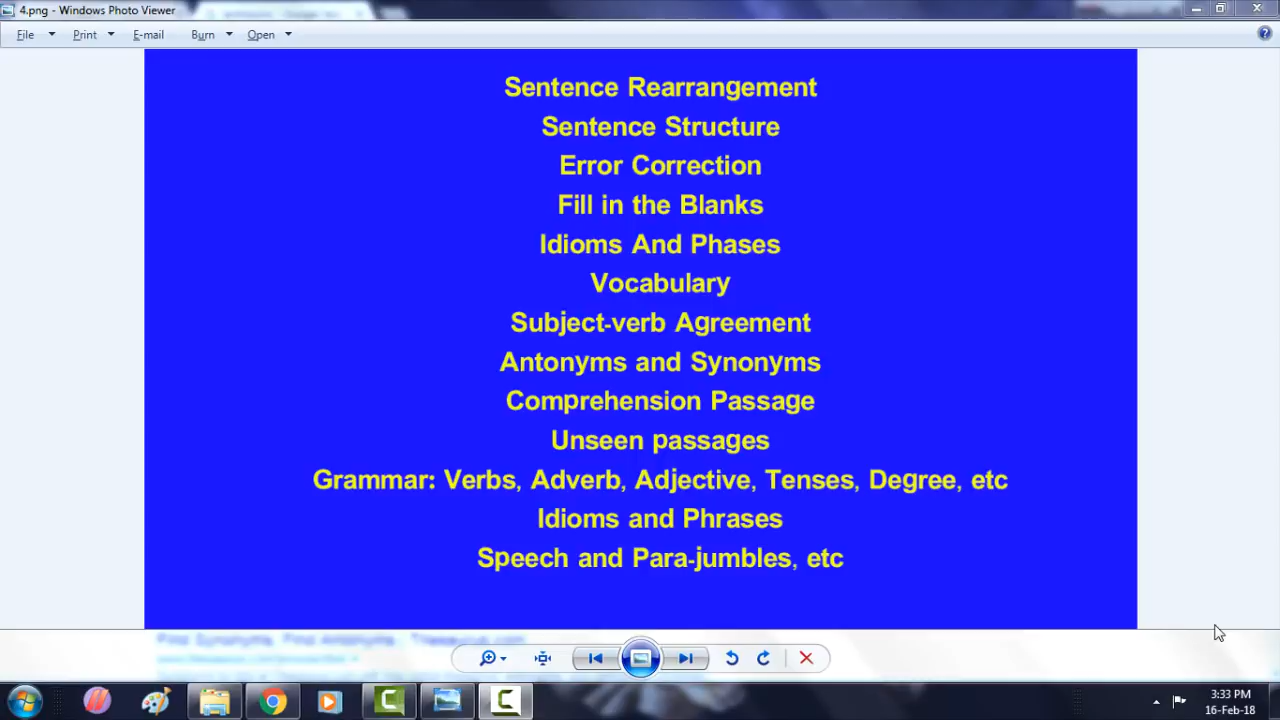 4.png - Windows Photo Viewer
File Print E-mail Burn Open
Sentence Rearrangement
Sentence Structure
Error Correction
Fill in the Blanks
Idioms And Phases
Vocabulary
Subject-verb Agreement
Antonyms and Synonyms
Comprehension Passage
Unseen passages
Grammar: Verbs, Adverb, Adjective, Tenses, Degree, etc
Idioms and Phrases
Speech and Para-jumbles, etc
3:33 PM
16-Feb-18